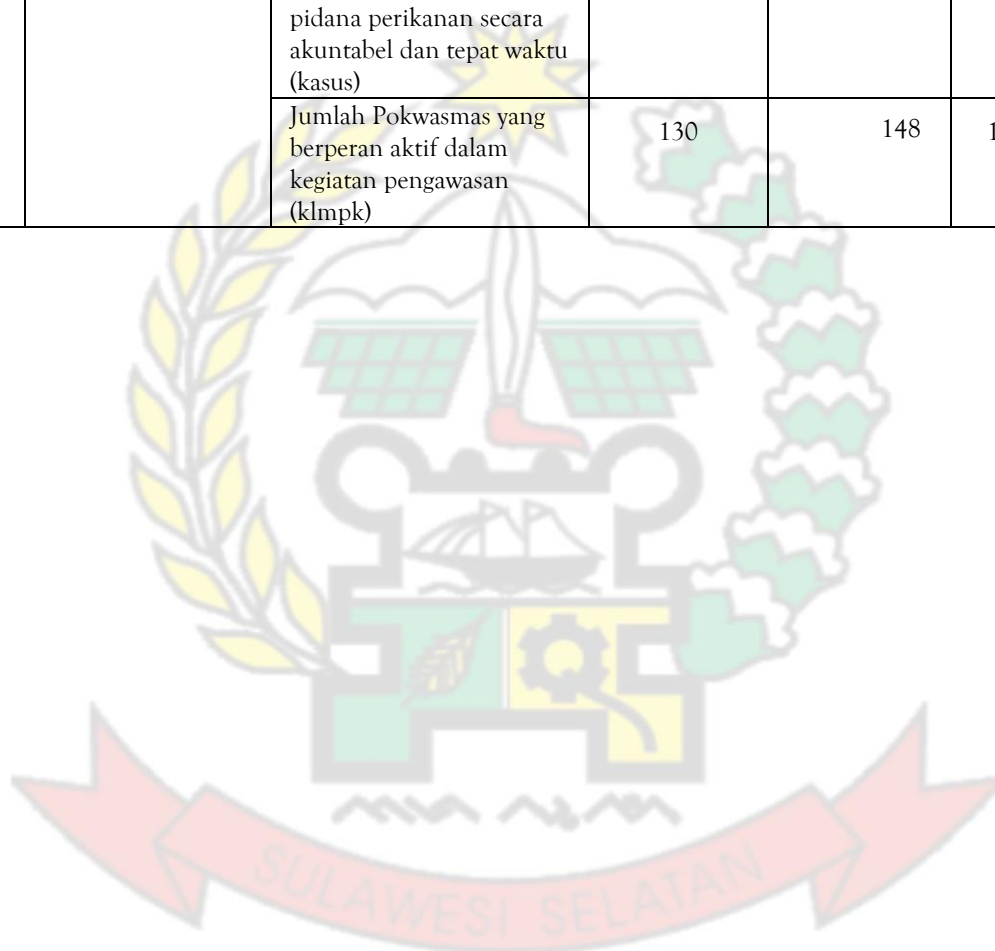 pidana perikanan secara
akuntabel dan tepat waktu
(kasus)
Jumlah Pokwasmas yang
berperan aktif dalam
kegiatan pengawasan
(klmpk)
130
148
SULAWESI SELATAN